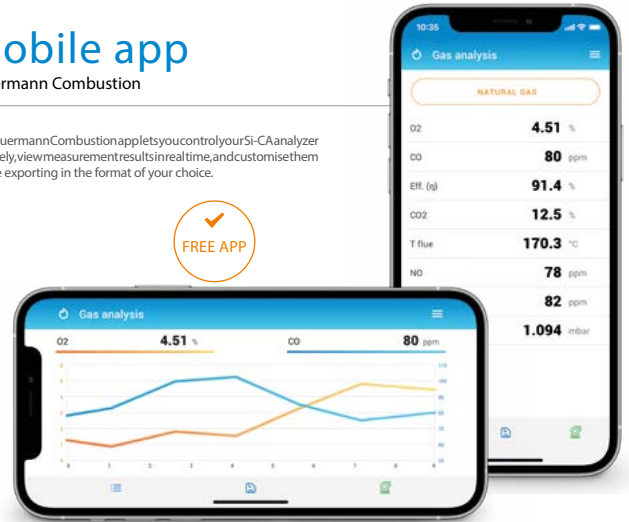 obile app
ermann Combustion
uermannCombustionappletsyoucontrolyourSi-CAanalyzer
ely,viewmeasurementresultsinrealtime,andcustomisethem
e exporting in the format of your choice.
FREE APP
10:35
Gas analysis
NATURAL GAS
O2 4.51 %
CO 80 ppm
Eff. (η) 91.4 %
CO2 12.5 %
T flue 170.3 °C
NO 78 ppm
82 ppm
1.094 mbar
Gas analysis
O2 4.51 % CO 80 ppm